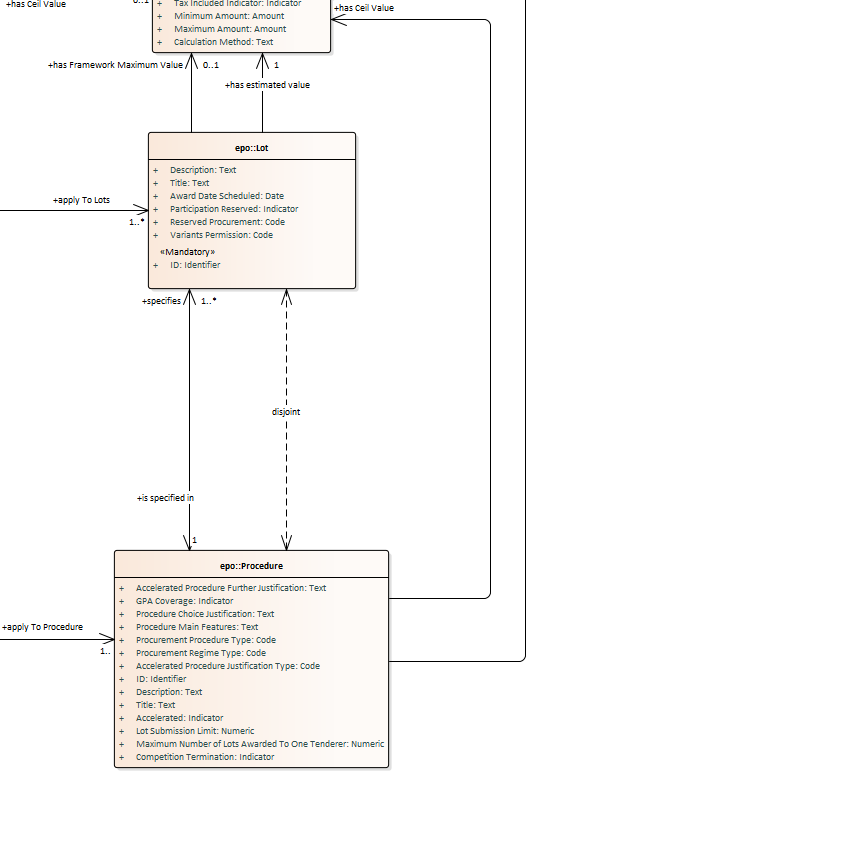 +has Ceil Value
0..1
+ Tax Included Indicator: Indicator
+ Minimum Amount: Amount
+ Maximum Amount: Amount
+ Calculation Method: Text
+has Ceil Value
+has Framework Maximum Value
0..1
1
+has estimated value
epo::Lot
+ Description: Text
+ Title: Text
+ Award Date Scheduled: Date
+ Participation Reserved: Indicator
+ Reserved Procurement: Code
+ Variants Permission: Code
«Mandatory»
+ ID: Identifier
+apply To Lots
1..*
+specifies
1..*
disjoint
+is specified in
1
epo::Procedure
+ Accelerated Procedure Further Justification: Text
+ GPA Coverage: Indicator
+ Procedure Choice Justification: Text
+ Procedure Main Features: Text
+ Procurement Procedure Type: Code
+ Procurement Regime Type: Code
+ Accelerated Procedure Justification Type: Code
+ ID: Identifier
+ Description: Text
+ Title: Text
+ Accelerated: Indicator
+ Lot Submission Limit: Numeric
+ Maximum Number of Lots Awarded To One Tenderer: Numeric
+ Competition Termination: Indicator
+apply To Procedure
1..